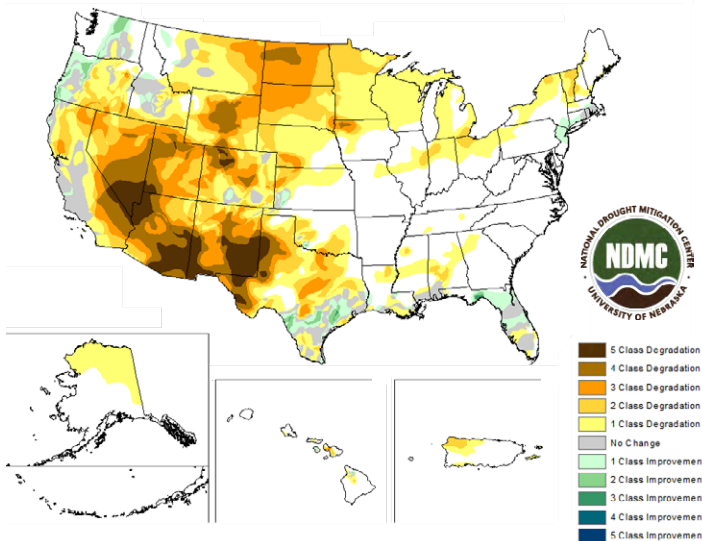 NATIONAL DROUGHT MITIGATION CENTER
NDMC
UNIVERSITY OF NEBRASKA
5 Class Degradation
4 Class Degradation
3 Class Degradation
2 Class Degradation
1 Class Degradation
No Change
1 Class Improvemen
2 Class Improvemen
3 Class Improvemen
4 Class Improvemen
5 Class Improvemen